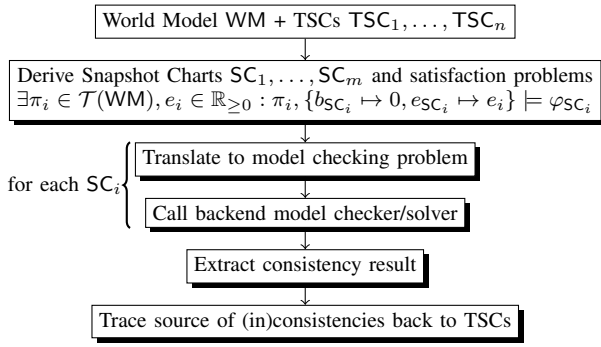 World Model WM + TSCs TSC₁, . . . , TSCₙ
Derive Snapshot Charts SC₁, . . . , SCₘ and satisfaction problems
∃πᵢ ∈ 𝒯(WM), eᵢ ∈ ℝ≥₀ : πᵢ, {b_SCᵢ ↦ 0, e_SCᵢ ↦ eᵢ} ⊨ φ_SCᵢ
Translate to model checking problem
for each SCᵢ
Call backend model checker/solver
Extract consistency result
Trace source of (in)consistencies back to TSCs